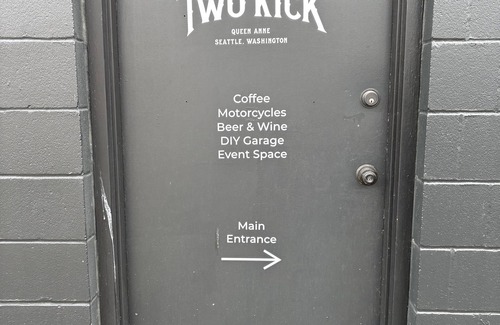 TWO KICK
QUEEN ANNE
SEATTLE, WASHINGTON
Coffee
Motorcycles
Beer & Wine
DIY Garage
Event Space
Main
Entrance